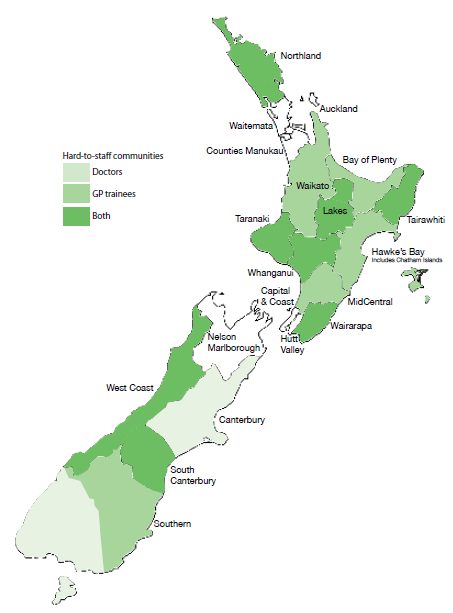 Northland
Auckland
Waitemata
Counties Manukau
Hard-to-staff communities
Doctors
GP trainees
Both
Bay of Plenty
Waikato
Lakes
Taranaki
Tairawhiti
Hawke's Bay
Includes Chatham Islands
Whanganui
Capital
& Coast
MidCentral
Wairarapa
Hutt
Valley
Nelson
Marlborough
West Coast
Canterbury
South
Canterbury
Southern